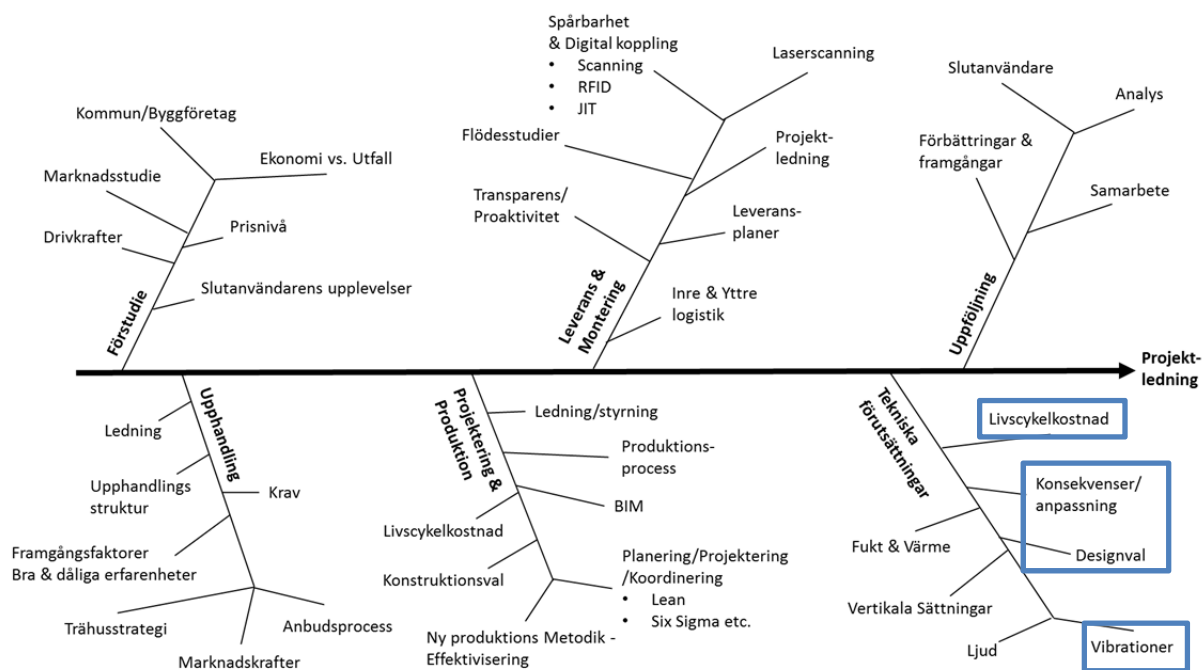 Spårbarhet
& Digital koppling
• Scanning
• RFID
• JIT
Laserscanning
Slutanvändare
Analys
Kommun/Byggföretag
Ekonomi vs. Utfall
Flödesstudier
Projekt-
ledning
Förbättringar &
framgångar
Marknadsstudie
Transparens/
Proaktivitet
Samarbete
Drivkrafter
Prisnivå
Leverans-
planer
Slutanvändarens upplevelser
Inre & Yttre
logistik
Förstudie
Leverans &
Montering
Uppföljning
Projekt-
ledning
Upphandling
Projektering &
Produktion
Tekniska
förutsättningar
Ledning
Ledning/styrning
Livscykelkostnad
Upphandlings
struktur
Krav
Produktions-
process
Konsekvenser/
anpassning
BIM
Livscykelkostnad
Fukt & Värme
Designval
Framgångsfaktorer
Bra & dåliga erfarenheter
Konstruktionsval
Planering/Projektering
/Koordinering
• Lean
• Six Sigma etc.
Vertikala Sättningar
Trähusstrategi
Anbudsprocess
Marknadskrafter
Ny produktions Metodik -
Effektivisering
Ljud
Vibrationer